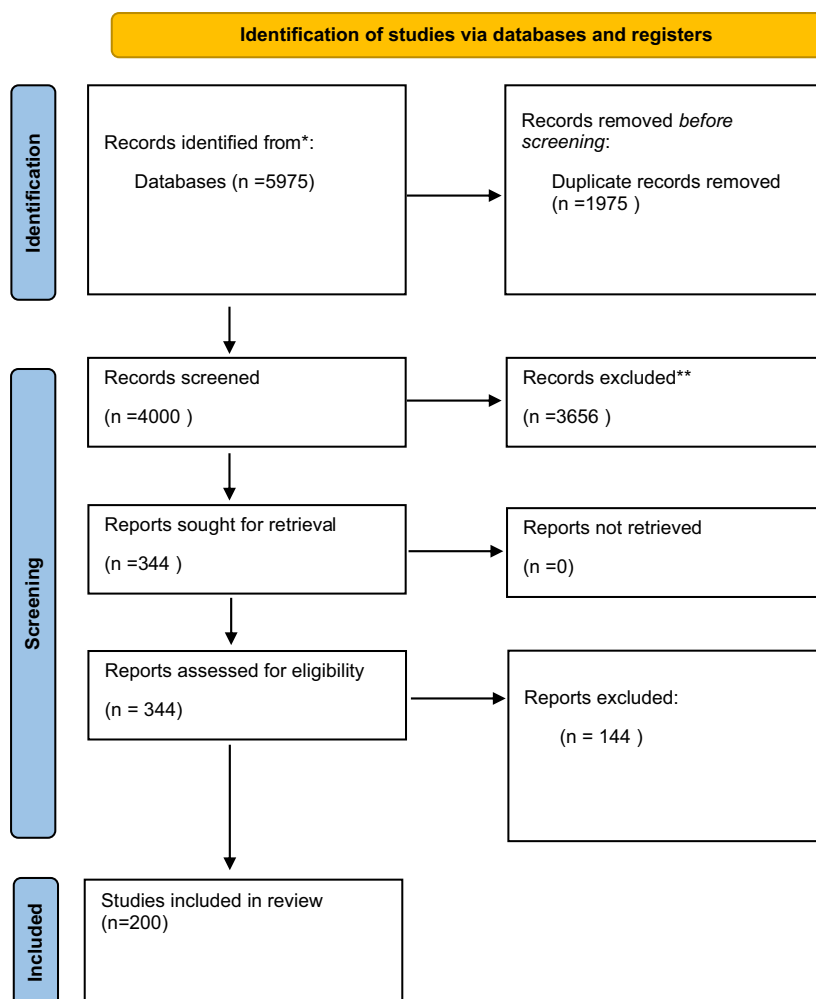 Identification of studies via databases and registers
Identification
Records identified from*:
Databases (n =5975)
Records removed before
screening:
Duplicate records removed
(n =1975 )
Screening
Records screened
(n =4000 )
Records excluded**
(n =3656 )
Reports sought for retrieval
(n =344 )
Reports not retrieved
(n =0)
Reports assessed for eligibility
(n = 344)
Reports excluded:
(n = 144 )
Included
Studies included in review
(n=200)